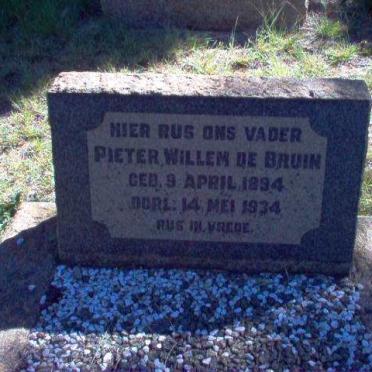 HIER RUS ONS VADER
PIETER WILLEM DE BRUIN
GEB. 9 APRIL 1894
OORL. 14 MEI 1934
RUS IN VREDE.